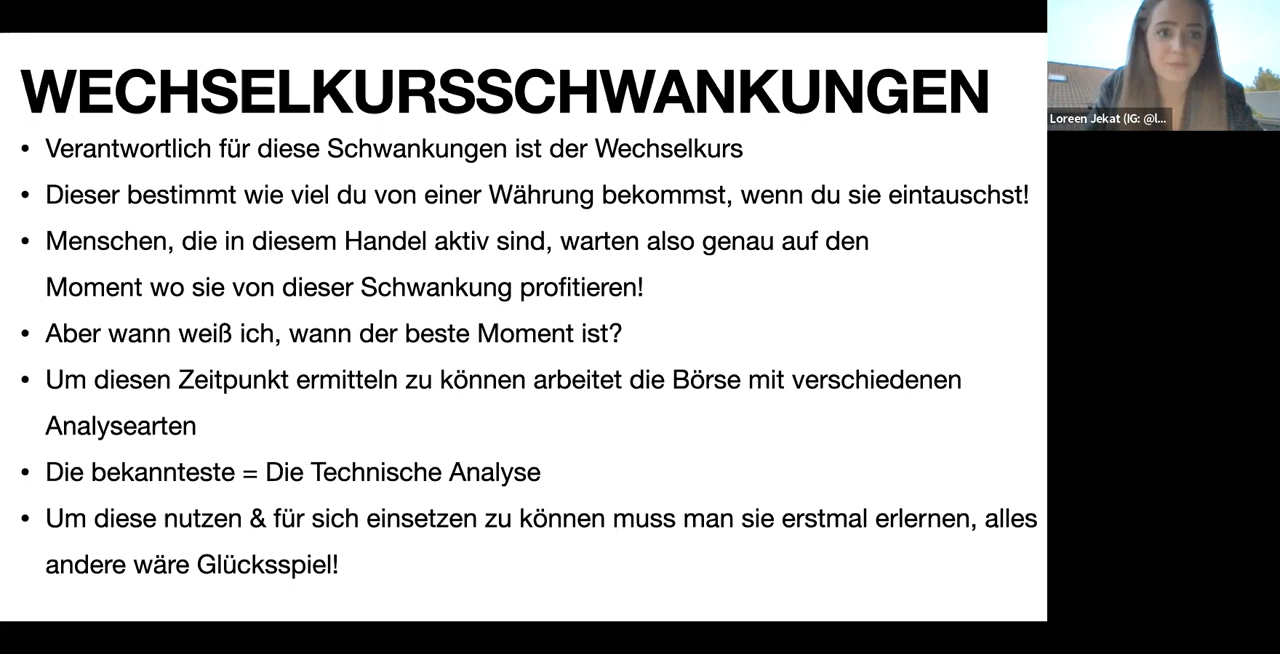 WECHSELKURSSCHWANKUNGEN
• Verantwortlich für diese Schwankungen ist der Wechselkurs
• Dieser bestimmt wie viel du von einer Währung bekommst, wenn du sie eintauschst!
• Menschen, die in diesem Handel aktiv sind, warten also genau auf den
Moment wo sie von dieser Schwankung profitieren!
• Aber wann weiß ich, wann der beste Moment ist?
• Um diesen Zeitpunkt ermitteln zu können arbeitet die Börse mit verschiedenen
Analysearten
• Die bekannteste = Die Technische Analyse
• Um diese nutzen & für sich einsetzen zu können muss man sie erstmal erlernen, alles
andere wäre Glücksspiel!
Loreen Jekat (IG: @l...